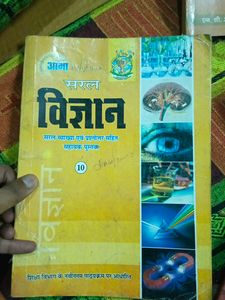 आभा
सरल
विज्ञान
सरल व्याख्या एवं प्रश्नोत्तर सहित
सहायक पुस्तक
10
विज्ञान
शिक्षा विभाग के नवीनतम पाठ्यक्रम पर आधारित